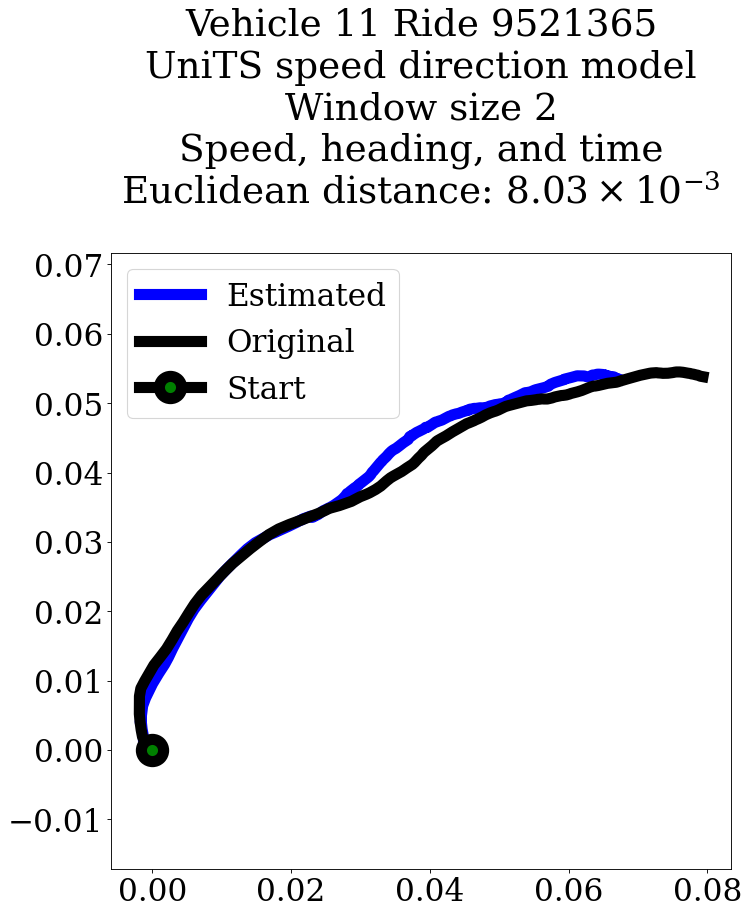 Vehicle 11 Ride 9521365
UniTS speed direction model
Window size 2
Speed, heading, and time
Euclidean distance: 8.03 × 10⁻³
0.07
0.06
0.05
0.04
0.03
0.02
0.01
0.00
−0.01
Estimated
Original
Start
0.00 0.02 0.04 0.06 0.08